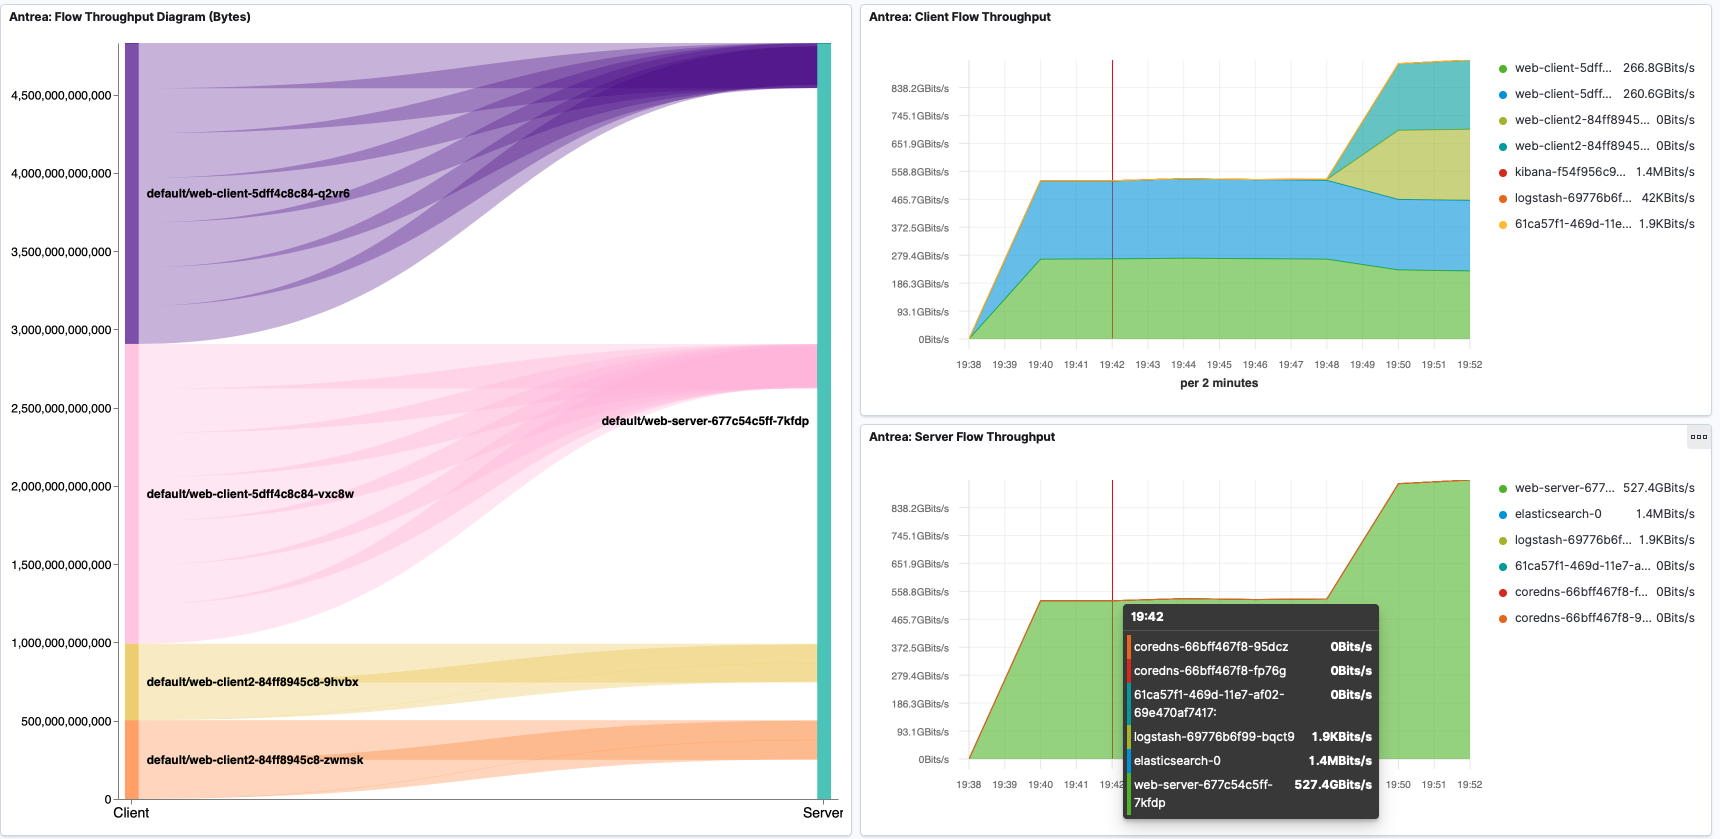 Antrea: Flow Throughput Diagram (Bytes)
4,500,000,000,000
4,000,000,000,000
3,500,000,000,000
3,000,000,000,000
2,500,000,000,000
2,000,000,000,000
1,500,000,000,000
1,000,000,000,000
500,000,000,000
0
default/web-client-5dff4c8c84-q2vr6
default/web-server-677c54c5ff-7kfdp
default/web-client-5dff4c8c84-vxc8w
default/web-client2-84ff8945c8-9hvbx
default/web-client2-84ff8945c8-zwmsk
Client
Server
Antrea: Client Flow Throughput
838.2GBits/s
745.1GBits/s
651.9GBits/s
558.8GBits/s
465.7GBits/s
372.5GBits/s
279.4GBits/s
186.3GBits/s
93.1GBits/s
0Bits/s
19:38 19:39 19:40 19:41 19:42 19:43 19:44 19:45 19:46 19:47 19:48 19:49 19:50 19:51 19:52
per 2 minutes
web-client-5dff... 266.8GBits/s
web-client-5dff... 260.6GBits/s
web-client2-84ff8945... 0Bits/s
web-client2-84ff8945... 0Bits/s
kibana-f54f956c9... 1.4MBits/s
logstash-69776b6f... 42KBits/s
61ca57f1-469d-11e... 1.9KBits/s
Antrea: Server Flow Throughput
838.2GBits/s
745.1GBits/s
651.9GBits/s
558.8GBits/s
465.7GBits/s
372.5GBits/s
279.4GBits/s
186.3GBits/s
93.1GBits/s
0Bits/s
19:38 19:39 19:40 19:41 19:42 19:50 19:51 19:52
19:42
coredns-66bff467f8-95dcz 0Bits/s
coredns-66bff467f8-fp76g 0Bits/s
61ca57f1-469d-11e7-af02- 0Bits/s
69e470af7417:
logstash-69776b6f99-bqct9 1.9KBits/s
elasticsearch-0 1.4MBits/s
web-server-677c54c5ff- 527.4GBits/s
7kfdp
web-server-677... 527.4GBits/s
elasticsearch-0 1.4MBits/s
logstash-69776b6f... 1.9KBits/s
61ca57f1-469d-11e7-a... 0Bits/s
coredns-66bff467f8-f... 0Bits/s
coredns-66bff467f8-9... 0Bits/s